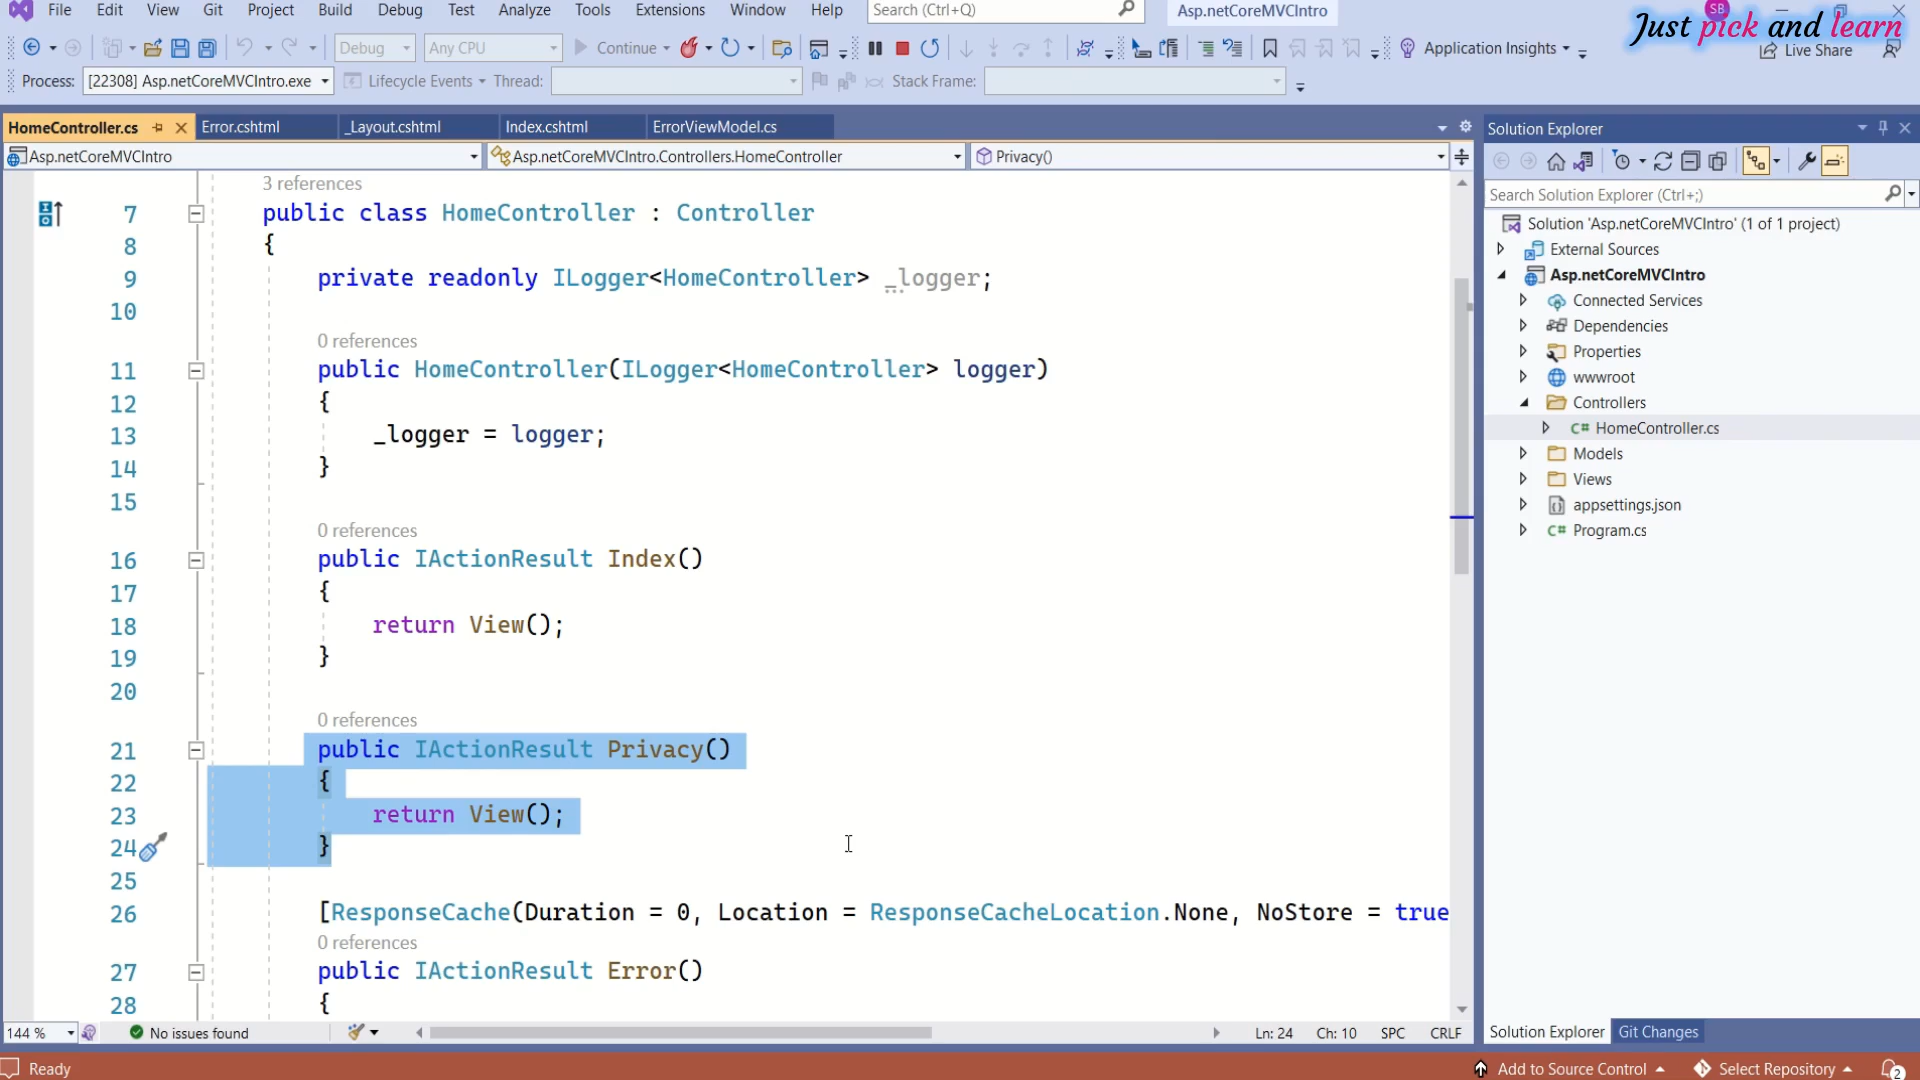 File Edit View Git Project Build Debug Test Analyze Tools Extensions Window Help Search (Ctrl+Q) Asp.netCoreMVCIntro SB
Just pick and learn
Debug Any CPU Continue Application Insights Live Share
Process: [22308] Asp.netCoreMVCIntro.exe Lifecycle Events Thread: Stack Frame:
HomeController.cs Error.cshtml _Layout.cshtml Index.cshtml ErrorViewModel.cs
Asp.netCoreMVCIntro Asp.netCoreMVCIntro.Controllers.HomeController Privacy()
3 references
7 public class HomeController : Controller
8 {
9 private readonly ILogger<HomeController> _logger;
10
0 references
11 public HomeController(ILogger<HomeController> logger)
12 {
13 _logger = logger;
14 }
15
0 references
16 public IActionResult Index()
17 {
18 return View();
19 }
20
0 references
21 public IActionResult Privacy()
22 {
23 return View();
24 }
25
26 [ResponseCache(Duration = 0, Location = ResponseCacheLocation.None, NoStore = true
0 references
27 public IActionResult Error()
28 {
144 % No issues found Ln: 24 Ch: 10 SPC CRLF
Solution Explorer
Search Solution Explorer (Ctrl+;)
Solution 'Asp.netCoreMVCIntro' (1 of 1 project)
External Sources
Asp.netCoreMVCIntro
Connected Services
Dependencies
Properties
wwwroot
Controllers
C# HomeController.cs
Models
Views
appsettings.json
C# Program.cs
Solution Explorer Git Changes
Ready Add to Source Control Select Repository 2